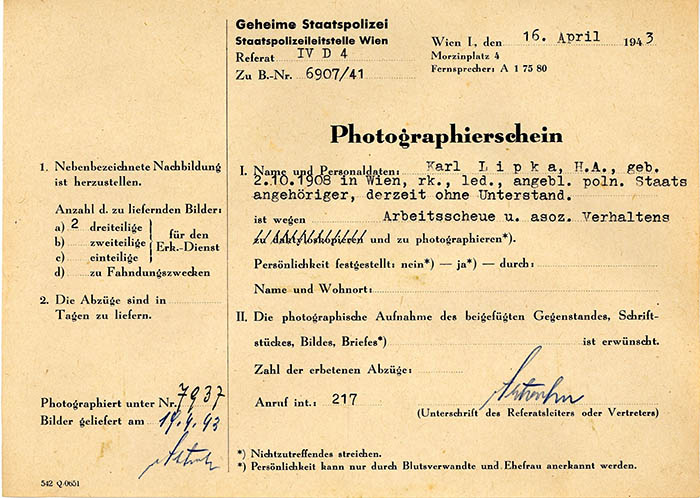 Geheime Staatspolizei
Staatspolizeileitstelle Wien
Referat IV D 4
Zu B.-Nr. 6907/41
Wien I, den 16. April 1943
Morzinplatz 4
Fernsprecher: A 1 75 80
Photographierschein
1. Nebenbezeichnete Nachbildung
ist herzustellen.
Anzahl d. zu liefernden Bilder:
a) 2 dreiteilige
b) zweiteilige
c) einteilige
für den
Erk.-Dienst
d) zu Fahndungszwecken
2. Die Abzüge sind in
Tagen zu liefern.
Photographiert unter Nr. 7937
Bilder geliefert am 19.4.43
I. Name und Personaldaten: Karl Lipka, H.A., geb.
2.10.1908 in Wien, rk., led., angebl. poln. Staats
angehöriger, derzeit ohne Unterstand.
ist wegen Arbeitsscheue u. asoz. Verhaltens
zu daktyloskopieren und zu photographieren*).
Persönlichkeit festgestellt: nein*) — ja*) — durch:
Name und Wohnort:
II. Die photographische Aufnahme des beigefügten Gegenstandes, Schrift-
stückes, Bildes, Briefes*) ist erwünscht.
Zahl der erbetenen Abzüge:
Anruf int.: 217
(Unterschrift des Referatsleiters oder Vertreters)
*) Nichtzutreffendes streichen.
*) Persönlichkeit kann nur durch Blutsverwandte und Ehefrau anerkannt werden.
542 Q.0651